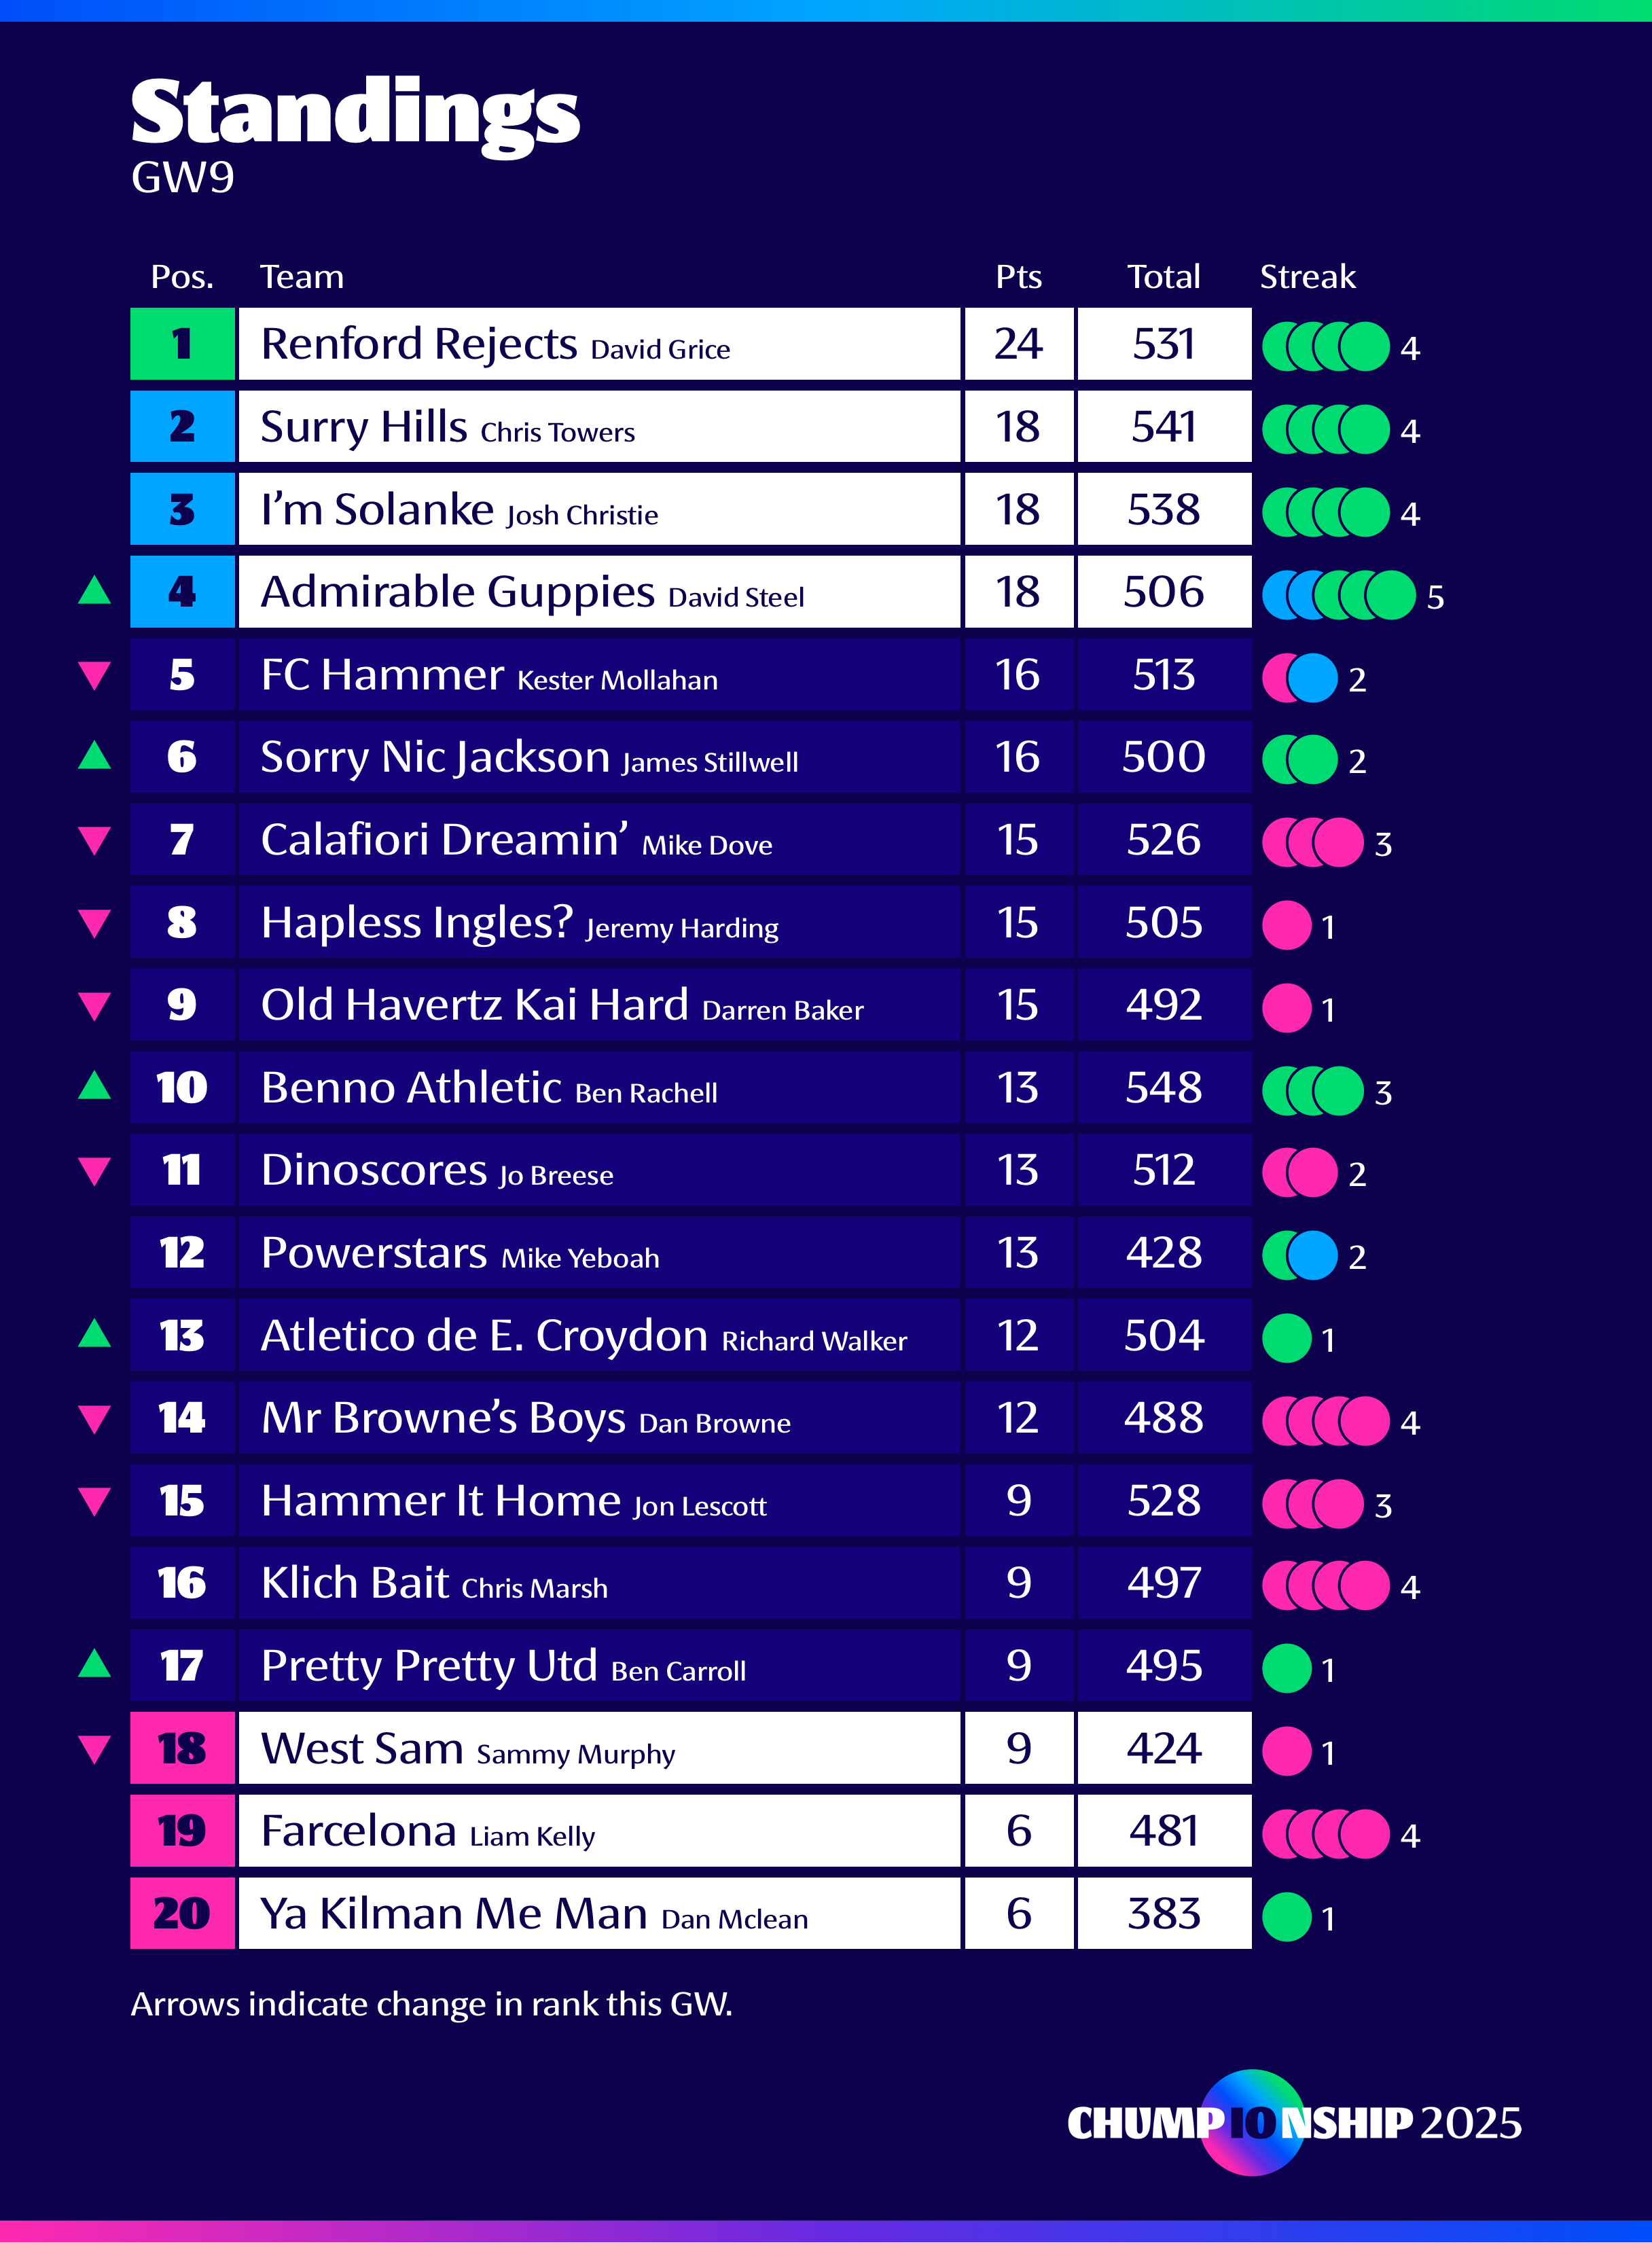 Standings
GW9
Pos. Team Pts Total Streak
1 Renford Rejects David Grice 24 531 4
2 Surry Hills Chris Towers 18 541 4
3 I’m Solanke Josh Christie 18 538 4
4 Admirable Guppies David Steel 18 506 5
5 FC Hammer Kester Mollahan 16 513 2
6 Sorry Nic Jackson James Stillwell 16 500 2
7 Calafiori Dreamin’ Mike Dove 15 526 3
8 Hapless Ingles? Jeremy Harding 15 505 1
9 Old Havertz Kai Hard Darren Baker 15 492 1
10 Benno Athletic Ben Rachell 13 548 3
11 Dinoscores Jo Breese 13 512 2
12 Powerstars Mike Yeboah 13 428 2
13 Atletico de E. Croydon Richard Walker 12 504 1
14 Mr Browne’s Boys Dan Browne 12 488 4
15 Hammer It Home Jon Lescott 9 528 3
16 Klich Bait Chris Marsh 9 497 4
17 Pretty Pretty Utd Ben Carroll 9 495 1
18 West Sam Sammy Murphy 9 424 1
19 Farcelona Liam Kelly 6 481 4
20 Ya Kilman Me Man Dan Mclean 6 383 1
Arrows indicate change in rank this GW.
CHUMP10NSHIP 2025